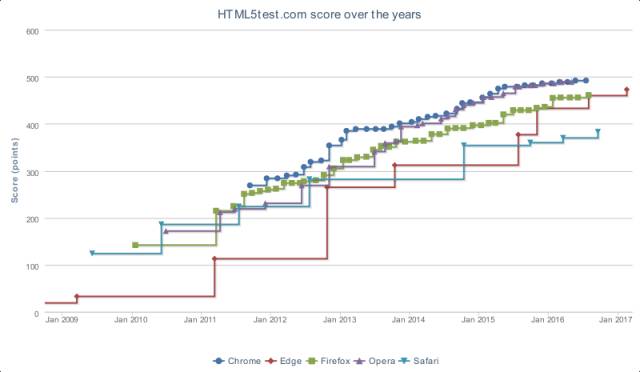 HTML5test.com score over the years
600
500
400
300
200
100
0
Score (points)
Jan 2009 Jan 2010 Jan 2011 Jan 2012 Jan 2013 Jan 2014 Jan 2015 Jan 2016 Jan 2017
Chrome Edge Firefox Opera Safari